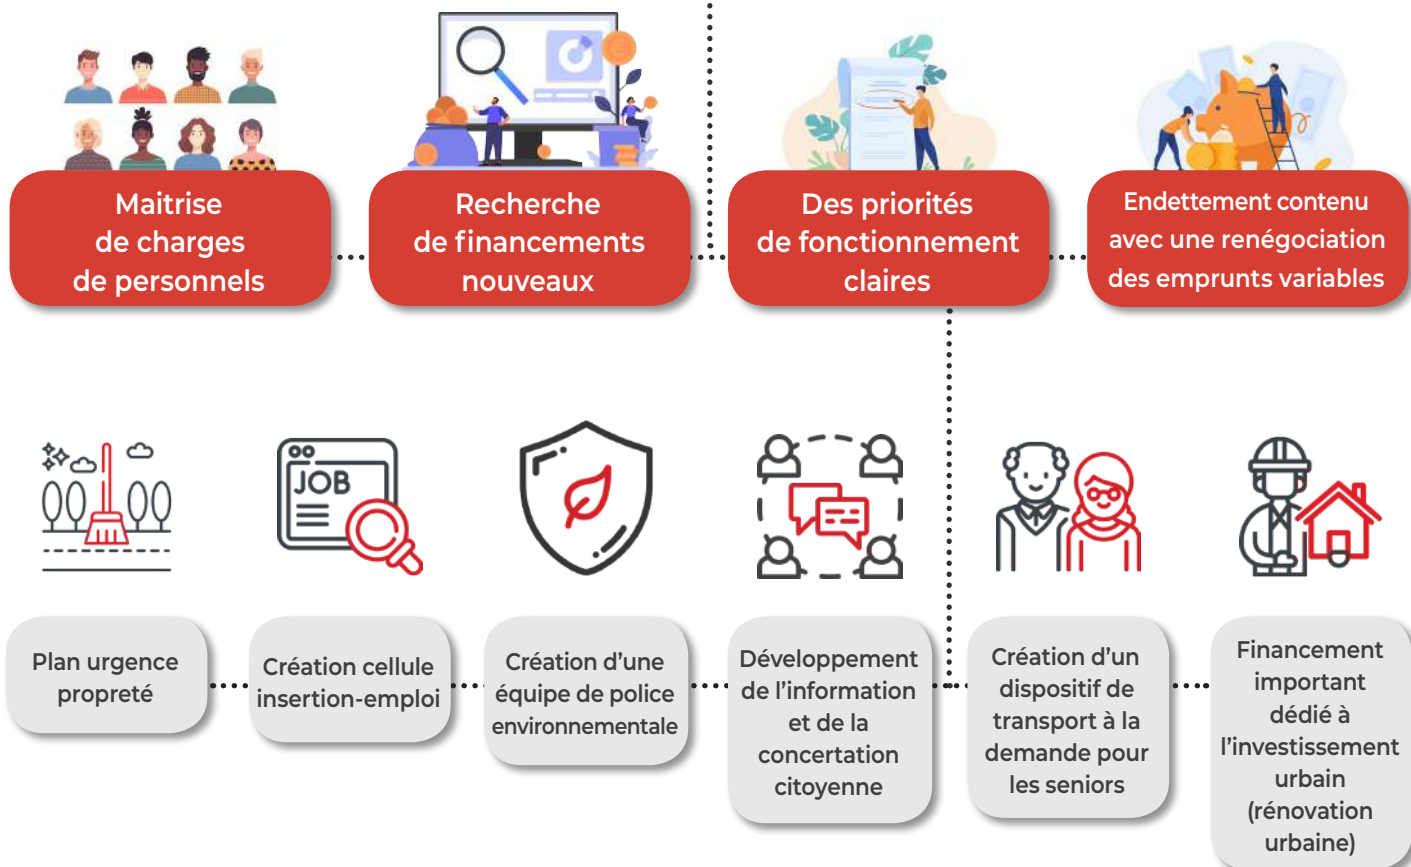 Maitrise
de charges
de personnels
Recherche
de financements
nouveaux
Des priorités
de fonctionnement
claires
Endettement contenu
avec une renégociation
des emprunts variables
JOB
Plan urgence
propreté
Création cellule
insertion-emploi
Création d'une
équipe de police
environnementale
Développement
de l'information
et de la
concertation
citoyenne
Création d'un
dispositif de
transport à la
demande pour
les seniors
Financement
important
dédié à
l'investissement
urbain
(rénovation
urbaine)